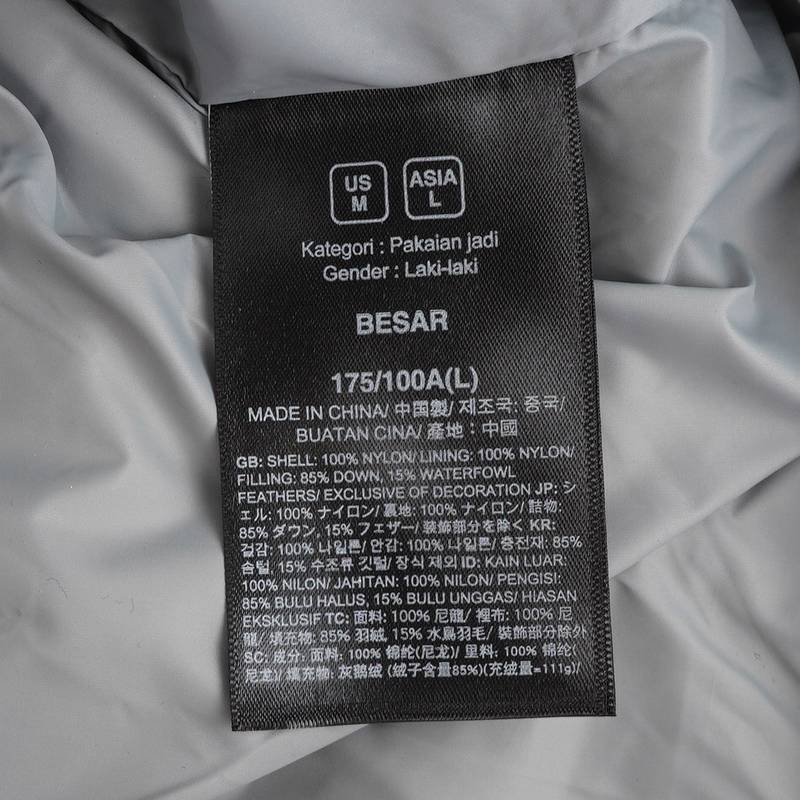 US
M
ASIA
L
Kategori : Pakaian jadi
Gender : Laki-laki
BESAR
175/100A(L)
MADE IN CHINA/ 中国製/ 제조국: 중국/
BUATAN CINA/ 產地：中國
GB: SHELL: 100% NYLON/ LINING: 100% NYLON/
FILLING: 85% DOWN, 15% WATERFOWL
FEATHERS/ EXCLUSIVE OF DECORATION JP: シ
ェル: 100% ナイロン/ 裏地: 100% ナイロン/ 詰物:
85% ダウン, 15% フェザー/ 装飾部分を除く KR:
겉감: 100% 나일론/ 안감: 100% 나일론/ 충전재: 85%
솜털, 15% 수조류 깃털/ 장식 제외 ID: KAIN LUAR:
100% NILON/ JAHITAN: 100% NILON/ PENGISI:
85% BULU HALUS, 15% BULU UNGGAS/ HIASAN
EKSKLUSIF TC: 面料: 100% 尼龍/ 裡布: 100% 尼
龍/ 填充物: 85% 羽絨, 15% 水鳥羽毛/ 裝飾部分除外
SC: 成分: 面料: 100% 锦纶(尼龙)/ 里料: 100% 锦纶(
尼龙)/ 填充物: 灰鹅绒 (绒子含量85%)(充绒量=111g)/